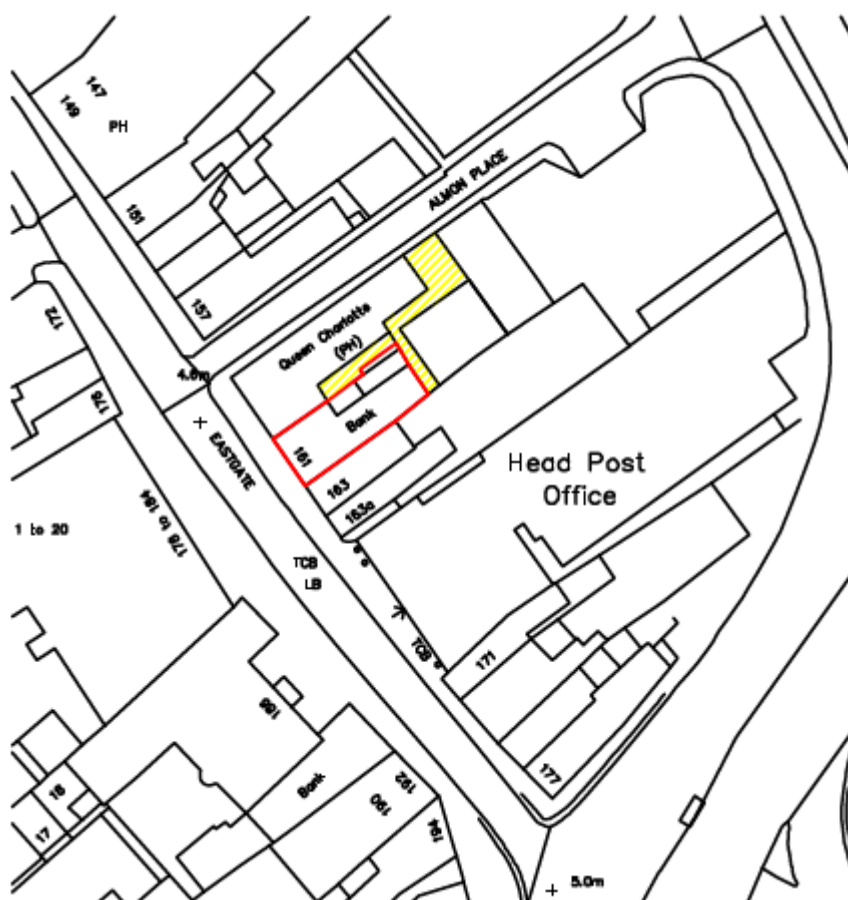 147
149
PH
151
ALMON PLACE
157
172
Queen Charlotte
(PH)
4.6m
176
Bank
EASTGATE
161
163
163a
Head Post
Office
178 to 184
1 to 20
TCB
LB
TCB
171
186
177
Bank
192
190
194
16
17
5.0m